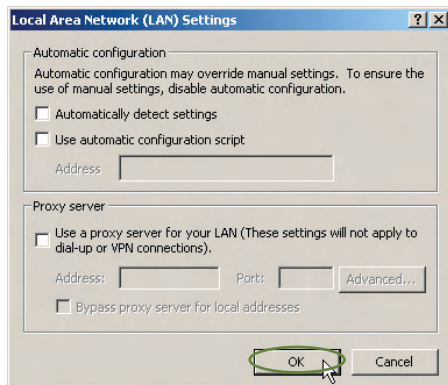 Local Area Network (LAN) Settings
Automatic configuration
Automatic configuration may override manual settings. To ensure the
use of manual settings, disable automatic configuration.
Automatically detect settings
Use automatic configuration script
Address
Proxy server
Use a proxy server for your LAN (These settings will not apply to
dial-up or VPN connections).
Address: Port: Advanced...
Bypass proxy server for local addresses
OK Cancel